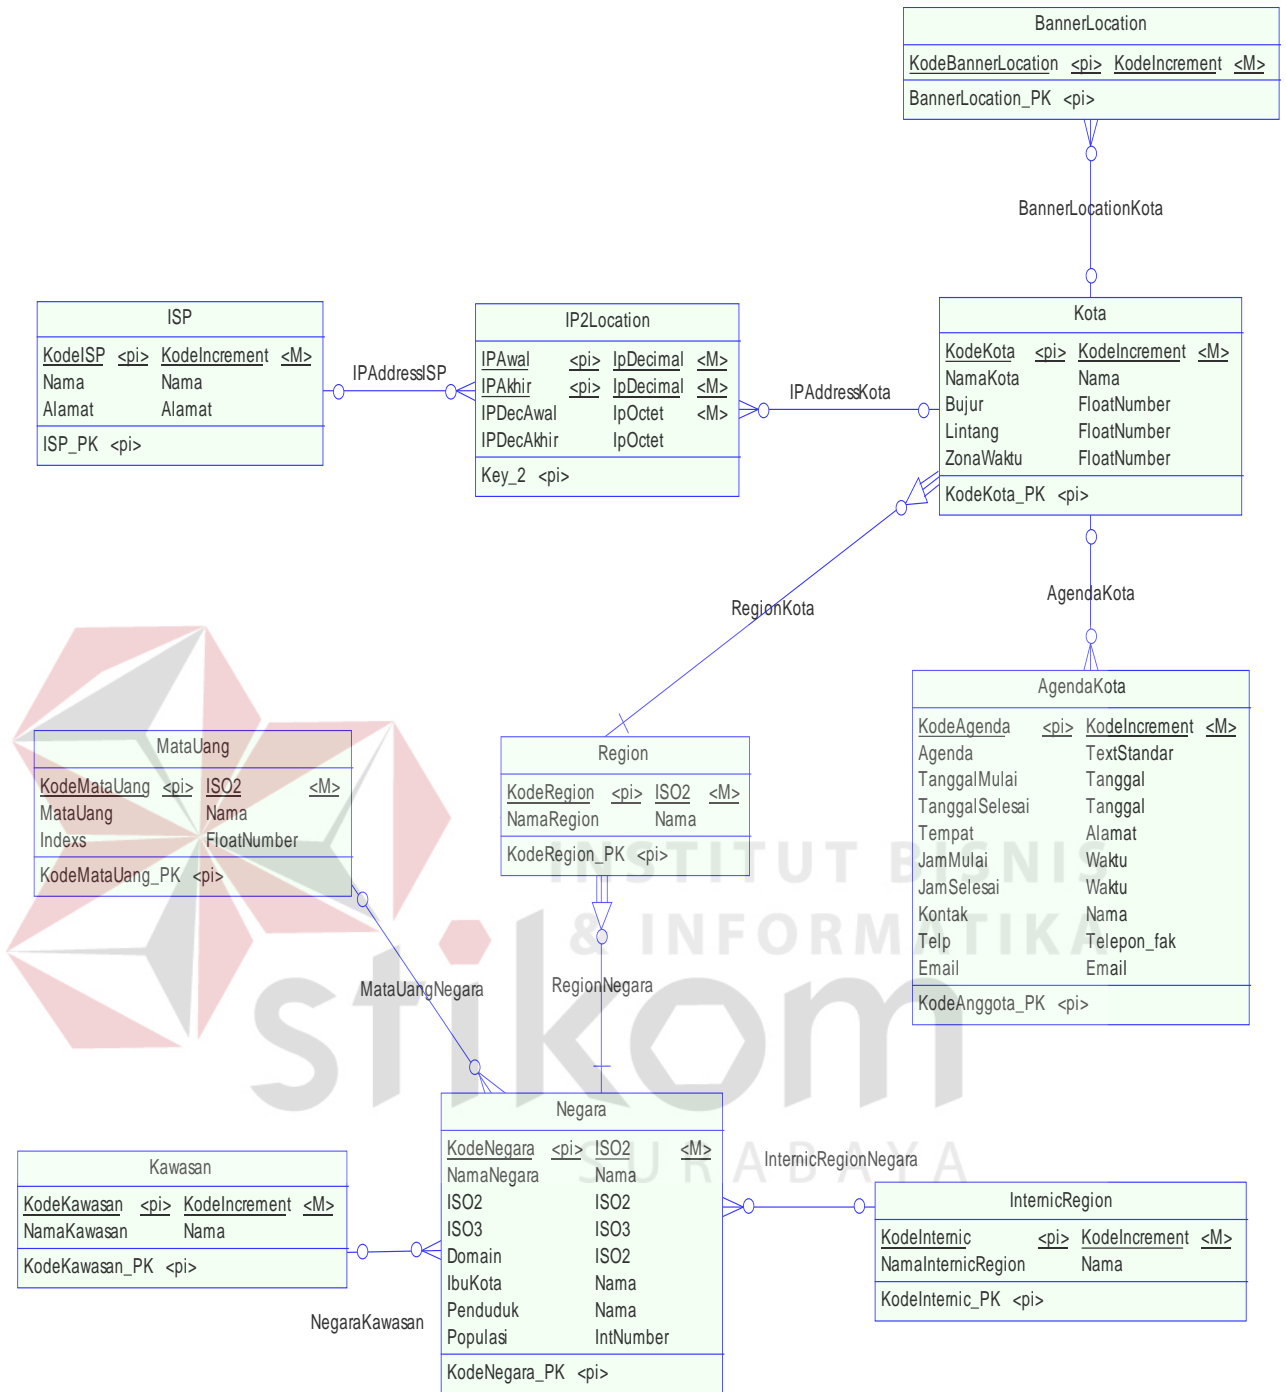 BannerLocation
KodeBannerLocation <pi> KodeIncrement <M>
BannerLocation_PK <pi>
BannerLocationKota
ISP
KodeISP <pi> KodeIncrement <M>
Nama Nama
Alamat Alamat
ISP_PK <pi>
IPAddressISP
IP2Location
IPAwal <pi> IpDecimal <M>
IPAkhir <pi> IpDecimal <M>
IPDecAwal IpOctet <M>
IPDecAkhir IpOctet
Key_2 <pi>
IPAddressKota
Kota
KodeKota <pi> KodeIncrement <M>
NamaKota Nama
Bujur FloatNumber
Lintang FloatNumber
ZonaWaktu FloatNumber
KodeKota_PK <pi>
RegionKota
AgendaKota
AgendaKota
KodeAgenda <pi> KodeIncrement <M>
Agenda TextStandar
TanggalMulai Tanggal
TanggalSelesai Tanggal
Tempat Alamat
JamMulai Waktu
JamSelesai Waktu
Kontak Nama
Telp Telepon_fak
Email Email
KodeAnggota_PK <pi>
MataUang
KodeMataUang <pi> ISO2 <M>
MataUang Nama
Indexs FloatNumber
KodeMataUang_PK <pi>
Region
KodeRegion <pi> ISO2 <M>
NamaRegion Nama
KodeRegion_PK <pi>
INSTITUT BISNIS
& INFORMATIKA
stikom
SURABAYA
MataUangNegara
RegionNegara
Negara
KodeNegara <pi> ISO2 <M>
NamaNegara Nama
ISO2 ISO2
ISO3 ISO3
Domain ISO2
IbuKota Nama
Penduduk Nama
Populasi IntNumber
KodeNegara_PK <pi>
Kawasan
KodeKawasan <pi> KodeIncrement <M>
NamaKawasan Nama
KodeKawasan_PK <pi>
NegaraKawasan
InternicRegionNegara
InternicRegion
KodeInternic <pi> KodeIncrement <M>
NamaInternicRegion Nama
KodeInternic_PK <pi>